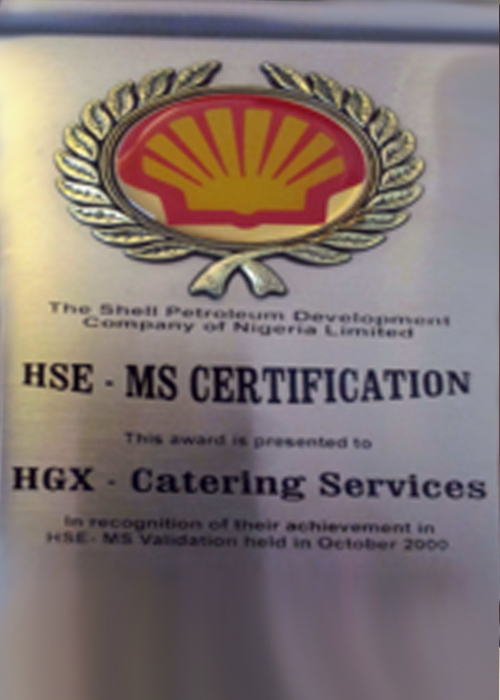 The Shell Petroleum Development
Company of Nigeria Limited
HSE - MS CERTIFICATION
This award is presented to
HGX - Catering Services
In recognition of their achievement in
HSE- MS Validation held in October 2000